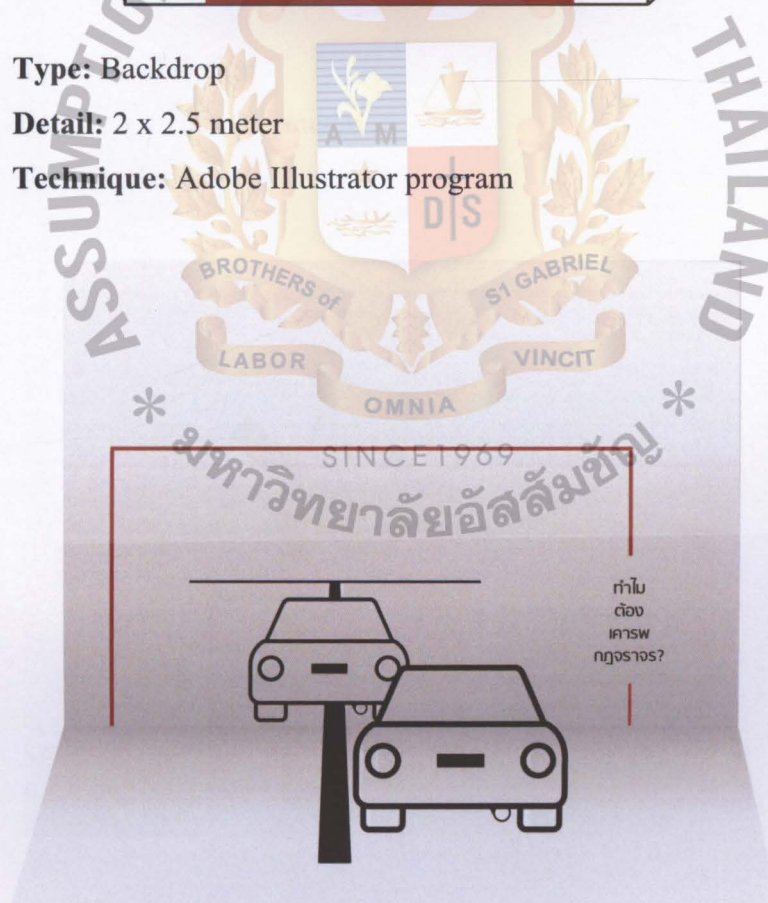 Type: Backdrop
Detail: 2 x 2.5 meter
Technique: Adobe Illustrator program
ASSUMPTIO
THAILAND
A M
D S
BROTHERS of
ST GABRIEL
LABOR
OMNIA
VINCIT
SINCE1969
มหาวิทยาลัยอัสสัมชัญ
ทำไม
ต้อง
เคารพ
กฎจราจร?